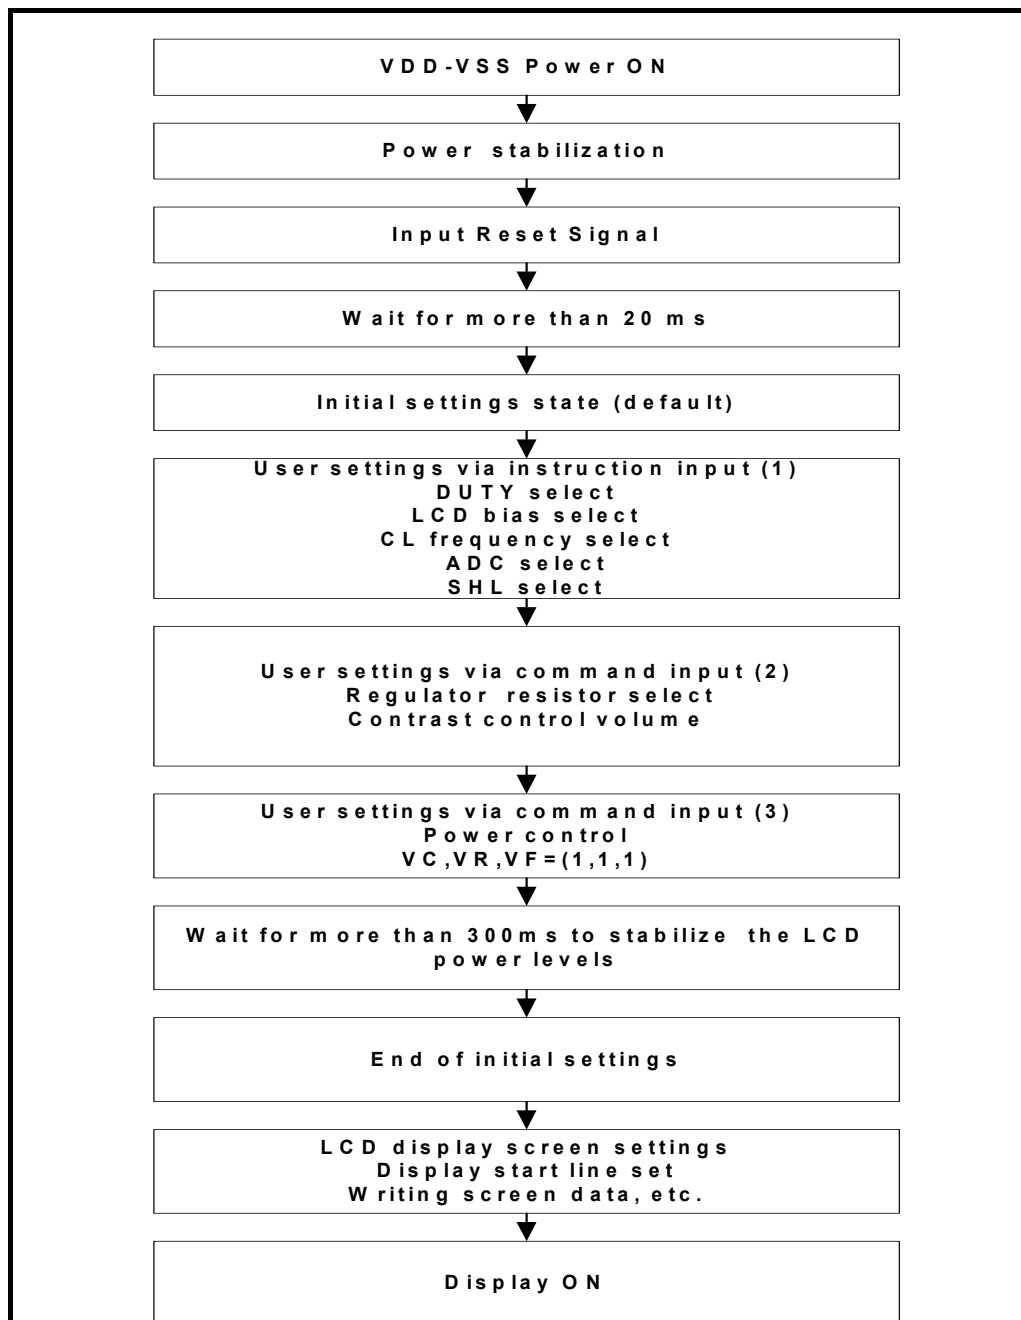 VDD-VSS Power ON
Power stabilization
Input Reset Signal
Wait for more than 20 ms
Initial settings state (default)
User settings via instruction input (1)
DUTY select
LCD bias select
CL frequency select
ADC select
SHL select
User settings via command input (2)
Regulator resistor select
Contrast control volume
User settings via command input (3)
Power control
VC,VR,VF=(1,1,1)
Wait for more than 300ms to stabilize the LCD
power levels
End of initial settings
LCD display screen settings
Display start line set
Writing screen data, etc.
Display ON